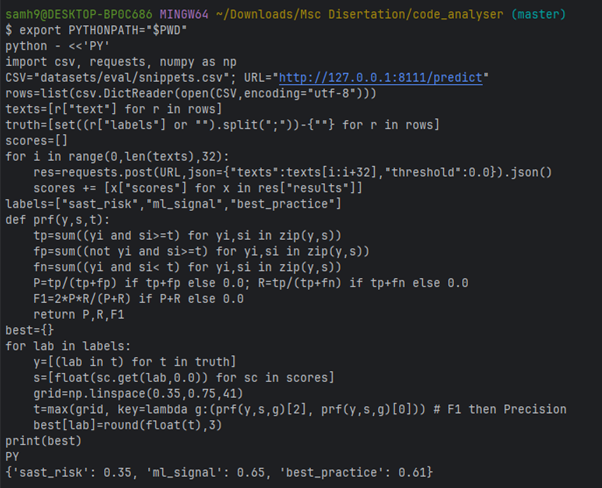 samh9@DESKTOP-BP0C686 MINGW64 ~/Downloads/Msc Disertation/code_analyser (master)
$ export PYTHONPATH="$PWD"
python - <<'PY'
import csv, requests, numpy as np
CSV="datasets/eval/snippets.csv"; URL="http://127.0.0.1:8111/predict"
rows=list(csv.DictReader(open(CSV,encoding="utf-8")))
texts=[r["text"] for r in rows]
truth=[set((r["labels"] or "").split(";"))-{""} for r in rows]
scores=[]
for i in range(0,len(texts),32):
    res=requests.post(URL,json={"texts":texts[i:i+32],"threshold":0.0}).json()
    scores += [x["scores"] for x in res["results"]]
labels=["sast_risk","ml_signal","best_practice"]
def prf(y,s,t):
    tp=sum((yi and si>=t) for yi,si in zip(y,s))
    fp=sum((not yi and si>=t) for yi,si in zip(y,s))
    fn=sum((yi and si< t) for yi,si in zip(y,s))
    P=tp/(tp+fp) if tp+fp else 0.0; R=tp/(tp+fn) if tp+fn else 0.0
    F1=2*P*R/(P+R) if P+R else 0.0
    return P,R,F1
best={}
for lab in labels:
    y=[(lab in t) for t in truth]
    s=[float(sc.get(lab,0.0)) for sc in scores]
    grid=np.linspace(0.35,0.75,41)
    t=max(grid, key=lambda g:(prf(y,s,g)[2], prf(y,s,g)[0])) # F1 then Precision
    best[lab]=round(float(t),3)
print(best)
PY
{'sast_risk': 0.35, 'ml_signal': 0.65, 'best_practice': 0.61}